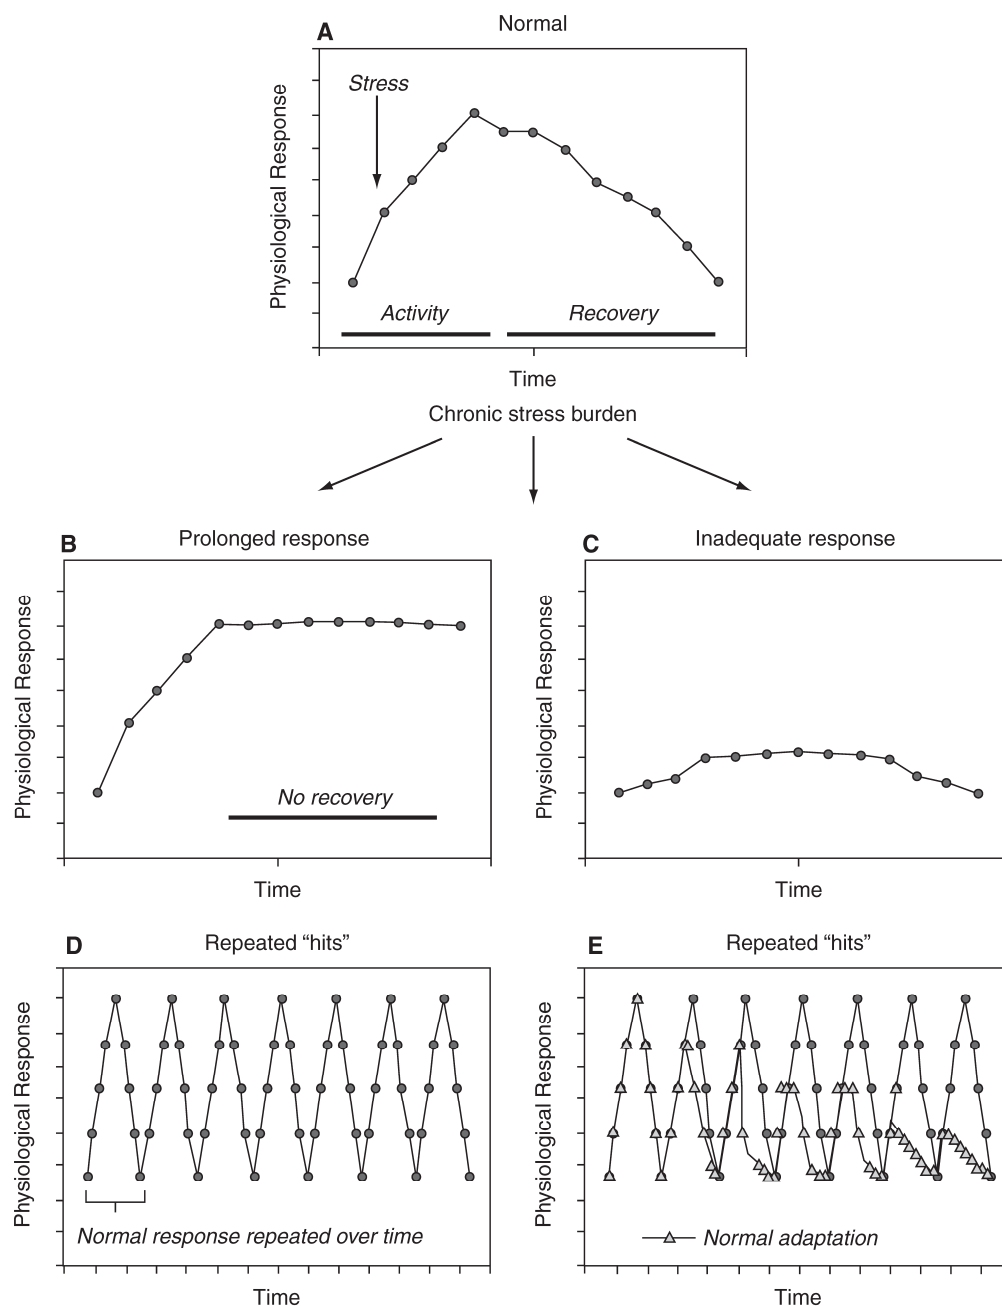 A
Normal
Stress
Physiological Response
Activity
Recovery
Time
Chronic stress burden
B
Prolonged response
Physiological Response
No recovery
Time
C
Inadequate response
Physiological Response
Time
D
Repeated “hits”
Physiological Response
Normal response repeated over time
Time
E
Repeated “hits”
Physiological Response
Normal adaptation
Time